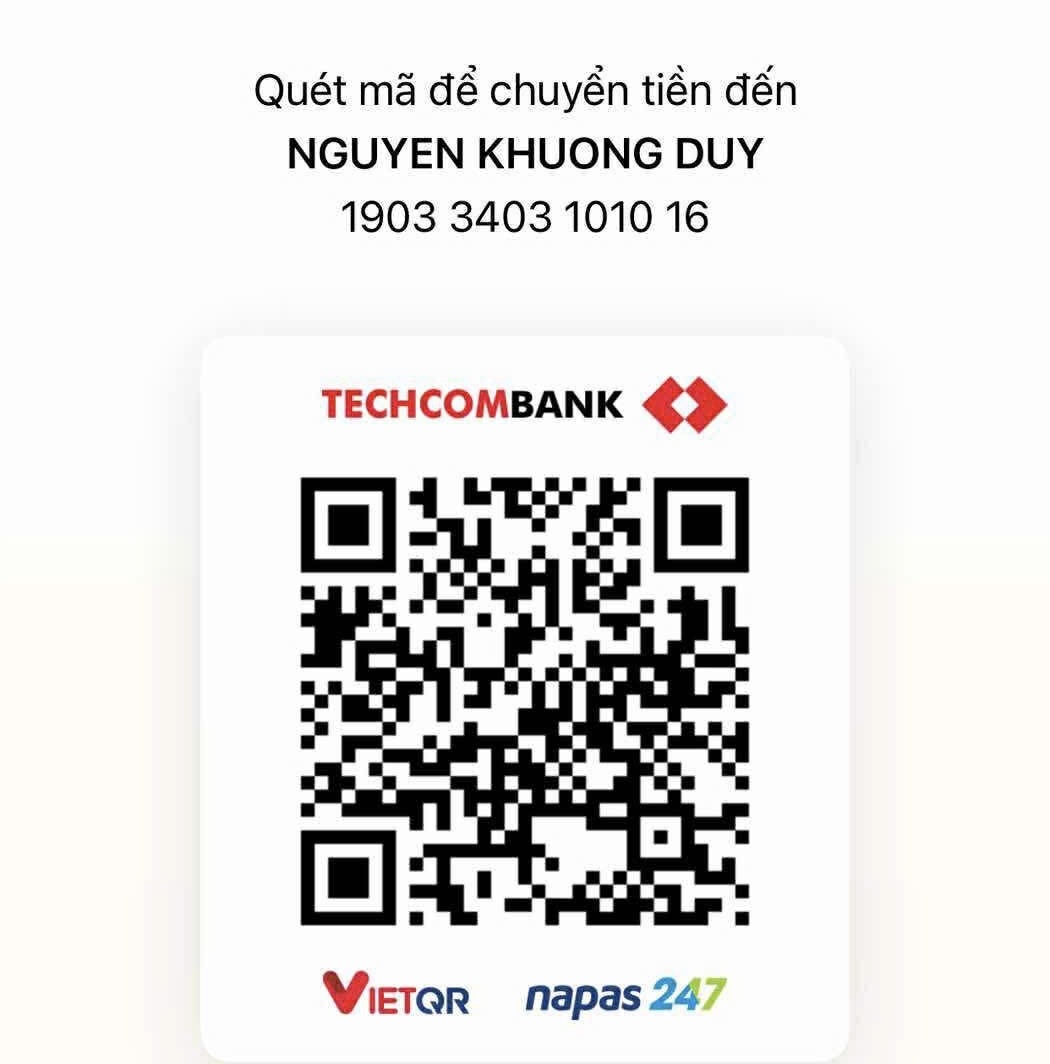 Quét mã để chuyển tiền đến
NGUYEN KHUONG DUY
1903 3403 1010 16
TECHCOMBANK
VIETQR
napas 247